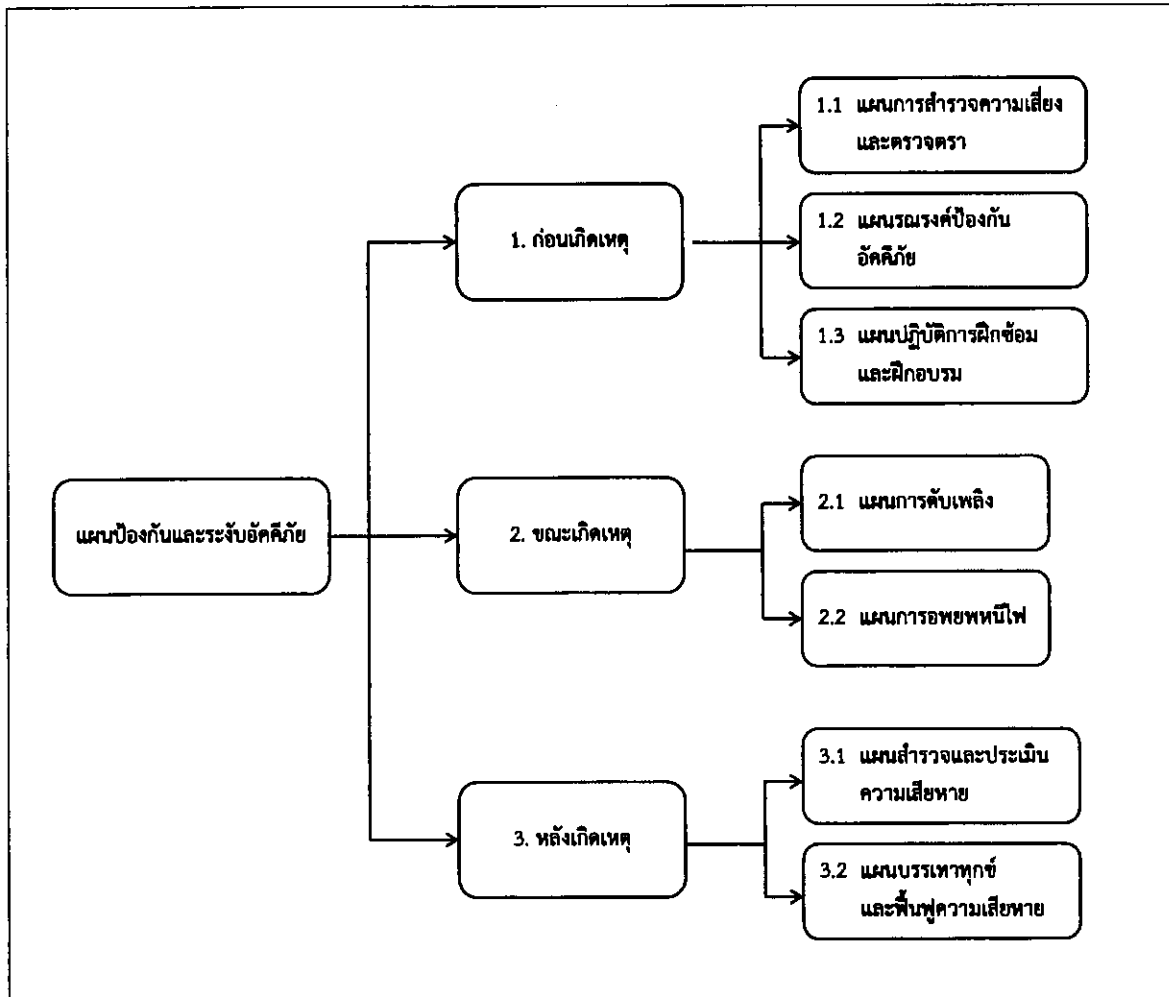 แผนป้องกันและระงับอัคคีภัย
1. ก่อนเกิดเหตุ
1.1 แผนการสำรวจความเสี่ยง
และตรวจตรา
1.2 แผนรณรงค์ป้องกัน
อัคคีภัย
1.3 แผนปฏิบัติการฝึกซ้อม
และฝึกอบรม
2. ขณะเกิดเหตุ
2.1 แผนการดับเพลิง
2.2 แผนการอพยพหนีไฟ
3. หลังเกิดเหตุ
3.1 แผนสำรวจและประเมิน
ความเสียหาย
3.2 แผนบรรเทาทุกข์
และฟื้นฟูความเสียหาย